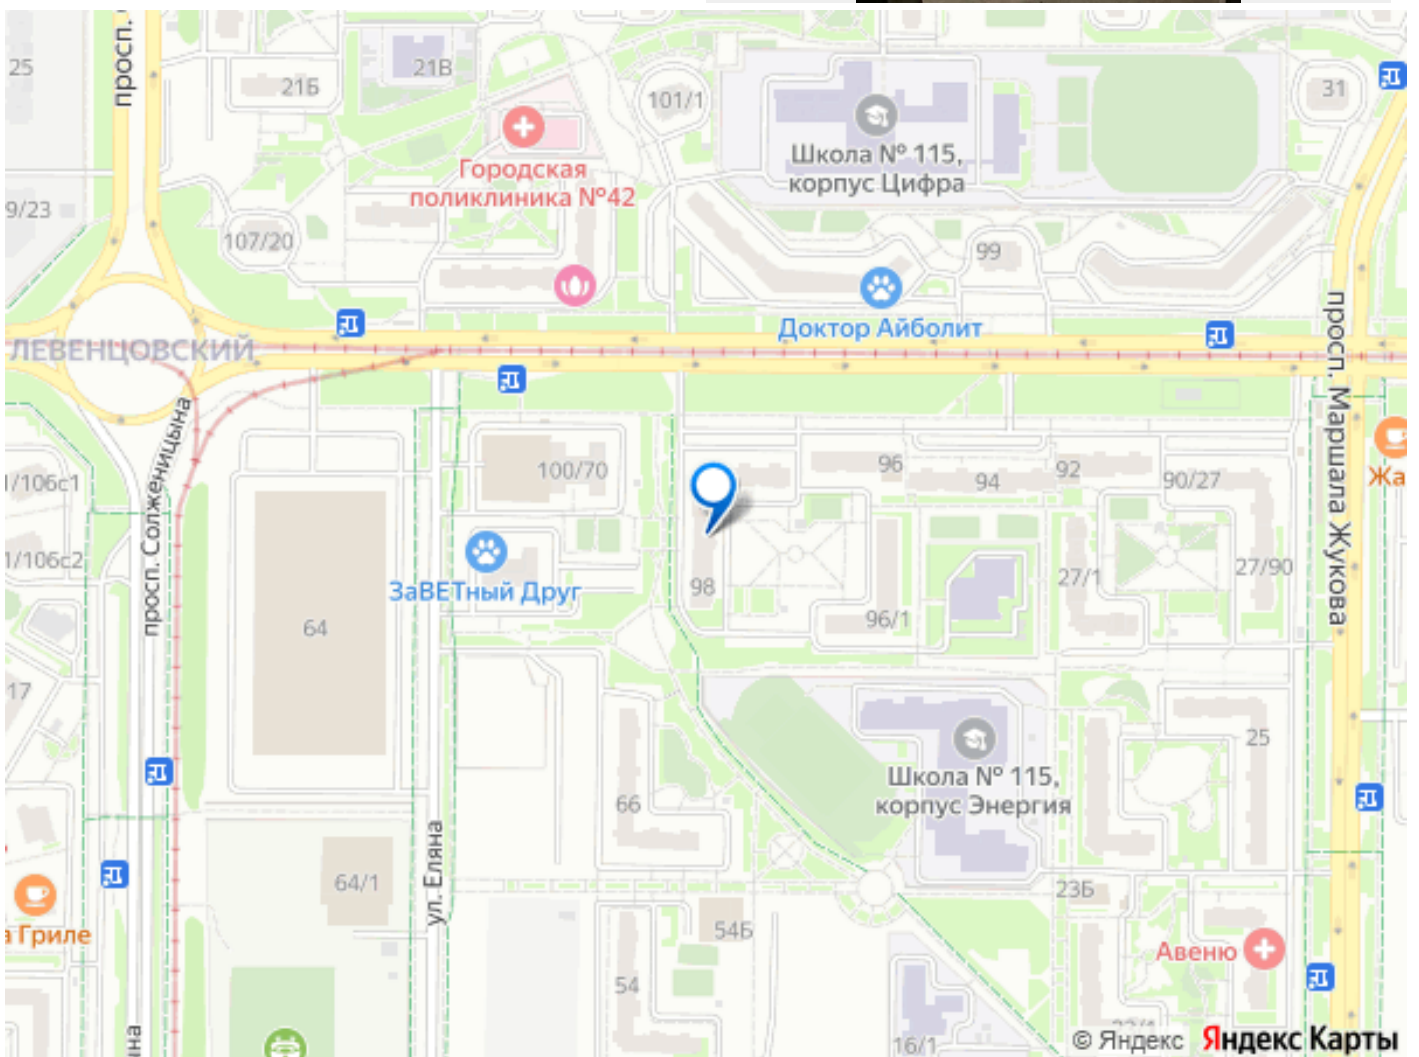 просп.
25
21Б
21В
101/1
31
Школа № 115,
корпус Цифра
Городская
поликлиника №42
9/23
107/20
99
Доктор Айболит
ЛЕВЕНЦОВСКИЙ
просп. Маршала Жукова
просп. Солженицына
1/106с1
100/70
96
94
92
90/27
Жа
1/106с2
ЗаВЕТный Друг
98
96/1
27/1
27/90
64
17
Школа № 115,
корпус Энергия
25
66
ул. Еляна
64/1
23Б
54Б
а Гриле
Авеню
54
16/1
на
© Яндекс Яндекс Карты